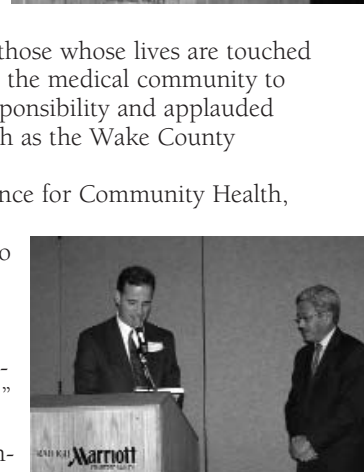 those whose lives are touched
the medical community to
ponsibility and applauded
h as the Wake County
nce for Community Health,
o
-
”
n-
Marriott